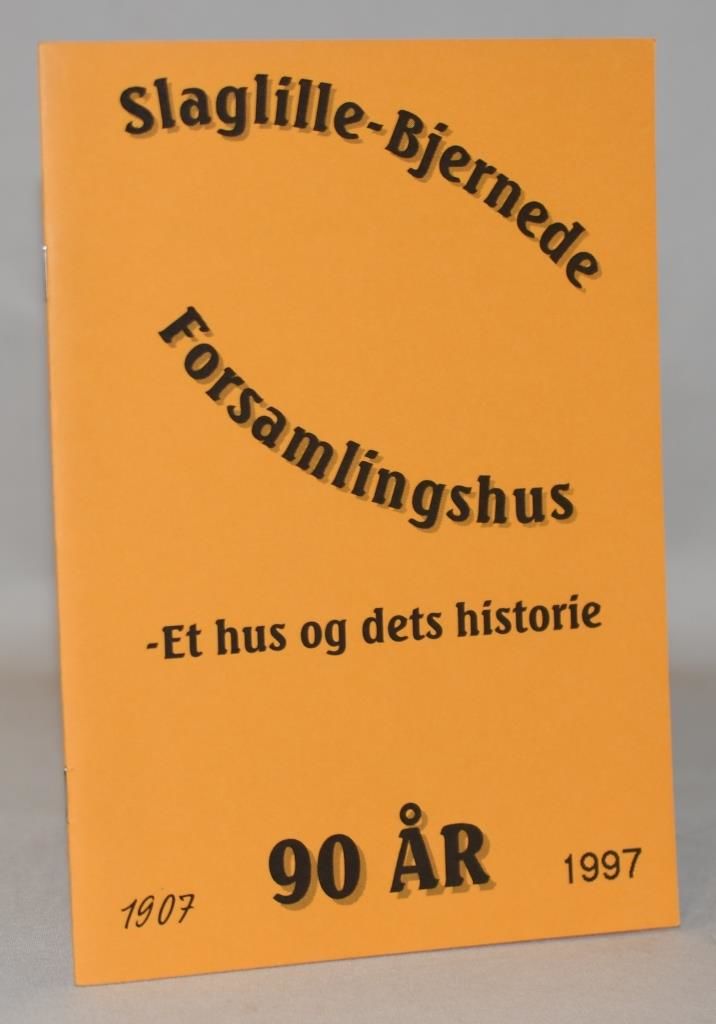 Slaglille-Bjernede
Forsamlingshus
-Et hus og dets historie
1907 90 ÅR 1997